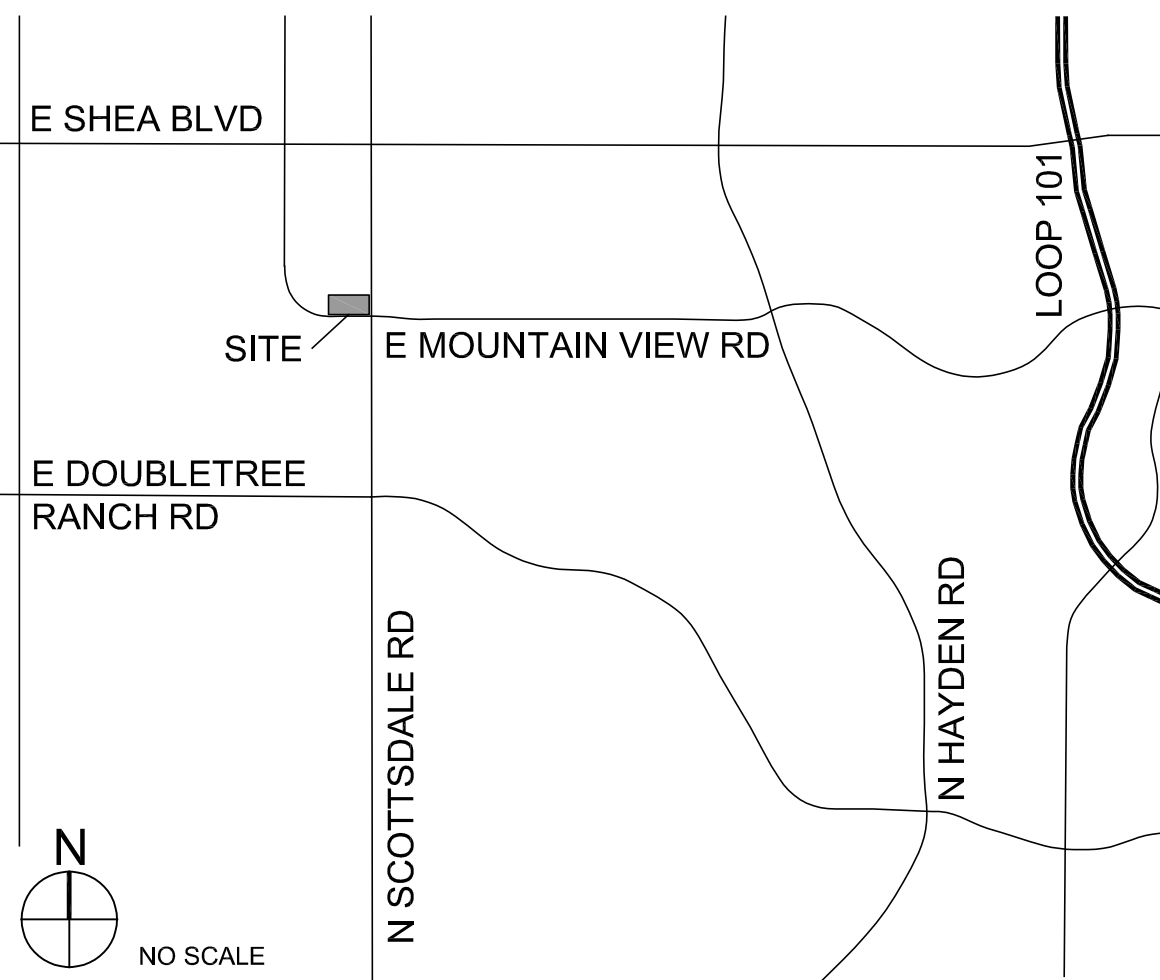 E SHEA BLVD
LOOP 101
SITE
E MOUNTAIN VIEW RD
E DOUBLETREE
RANCH RD
N HAYDEN RD
N SCOTTSDALE RD
N
NO SCALE